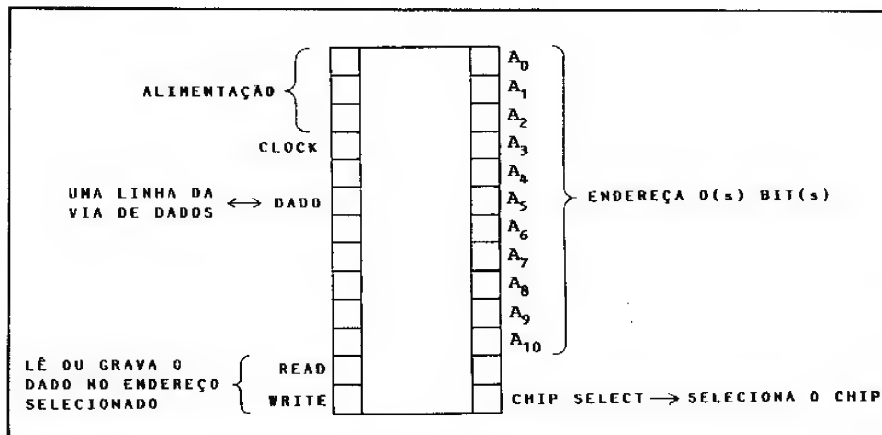 ALIMENTAÇÃO
CLOCK
UMA LINHA DA
VIA DE DADOS ↔ DADO
LÊ OU GRAVA O
DADO NO ENDEREÇO
SELECIONADO
READ
WRITE
A0
A1
A2
A3
A4
A5
A6
A7
A8
A9
A10
ENDEREÇA O(s) BIT(s)
CHIP SELECT → SELECIONA O CHIP